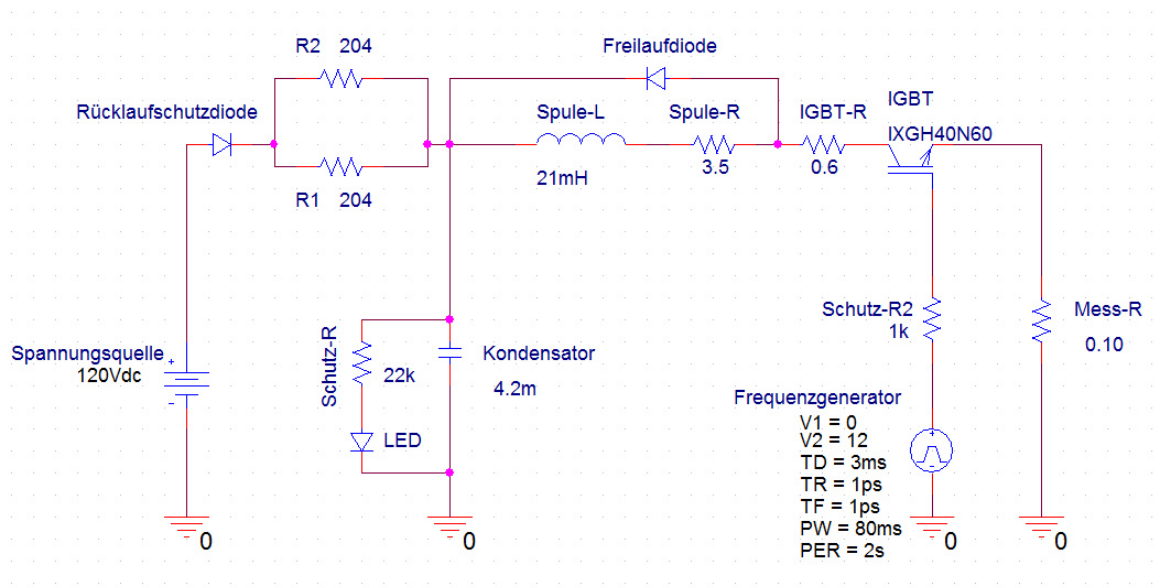 R2 204
Freilaufdiode
Rücklaufschutzdiode
Spule-L
Spule-R
IGBT-R
IGBT
IXGH40N60
21mH
3.5
0.6
R1 204
Schutz-R2
1k
Mess-R
0.10
Spannungsquelle
120Vdc
+
-
Schutz-R
22k
Kondensator
4.2m
LED
Frequenzgenerator
V1 = 0
V2 = 12
TD = 3ms
TR = 1ps
TF = 1ps
PW = 80ms
PER = 2s
+
-
0
0
0
0